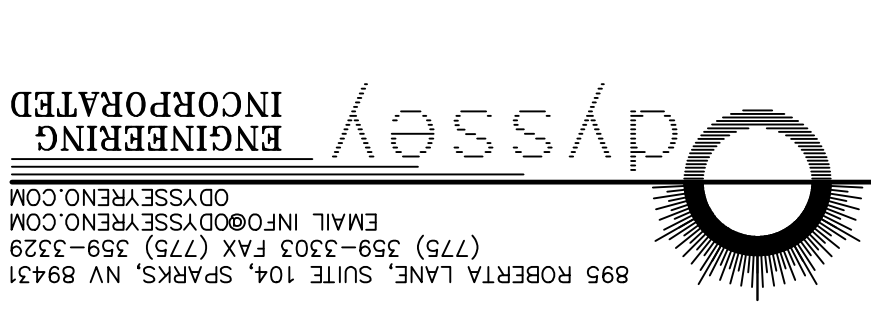 895 ROBERTA LANE, SUITE 104, SPARKS, NV 89431
(775) 359-3303 FAX (775) 359-3329
EMAIL INFO@ODYSSEYRENO.COM
ODYSSEYRENO.COM
Odyssey
ENGINEERING
INCORPORATED